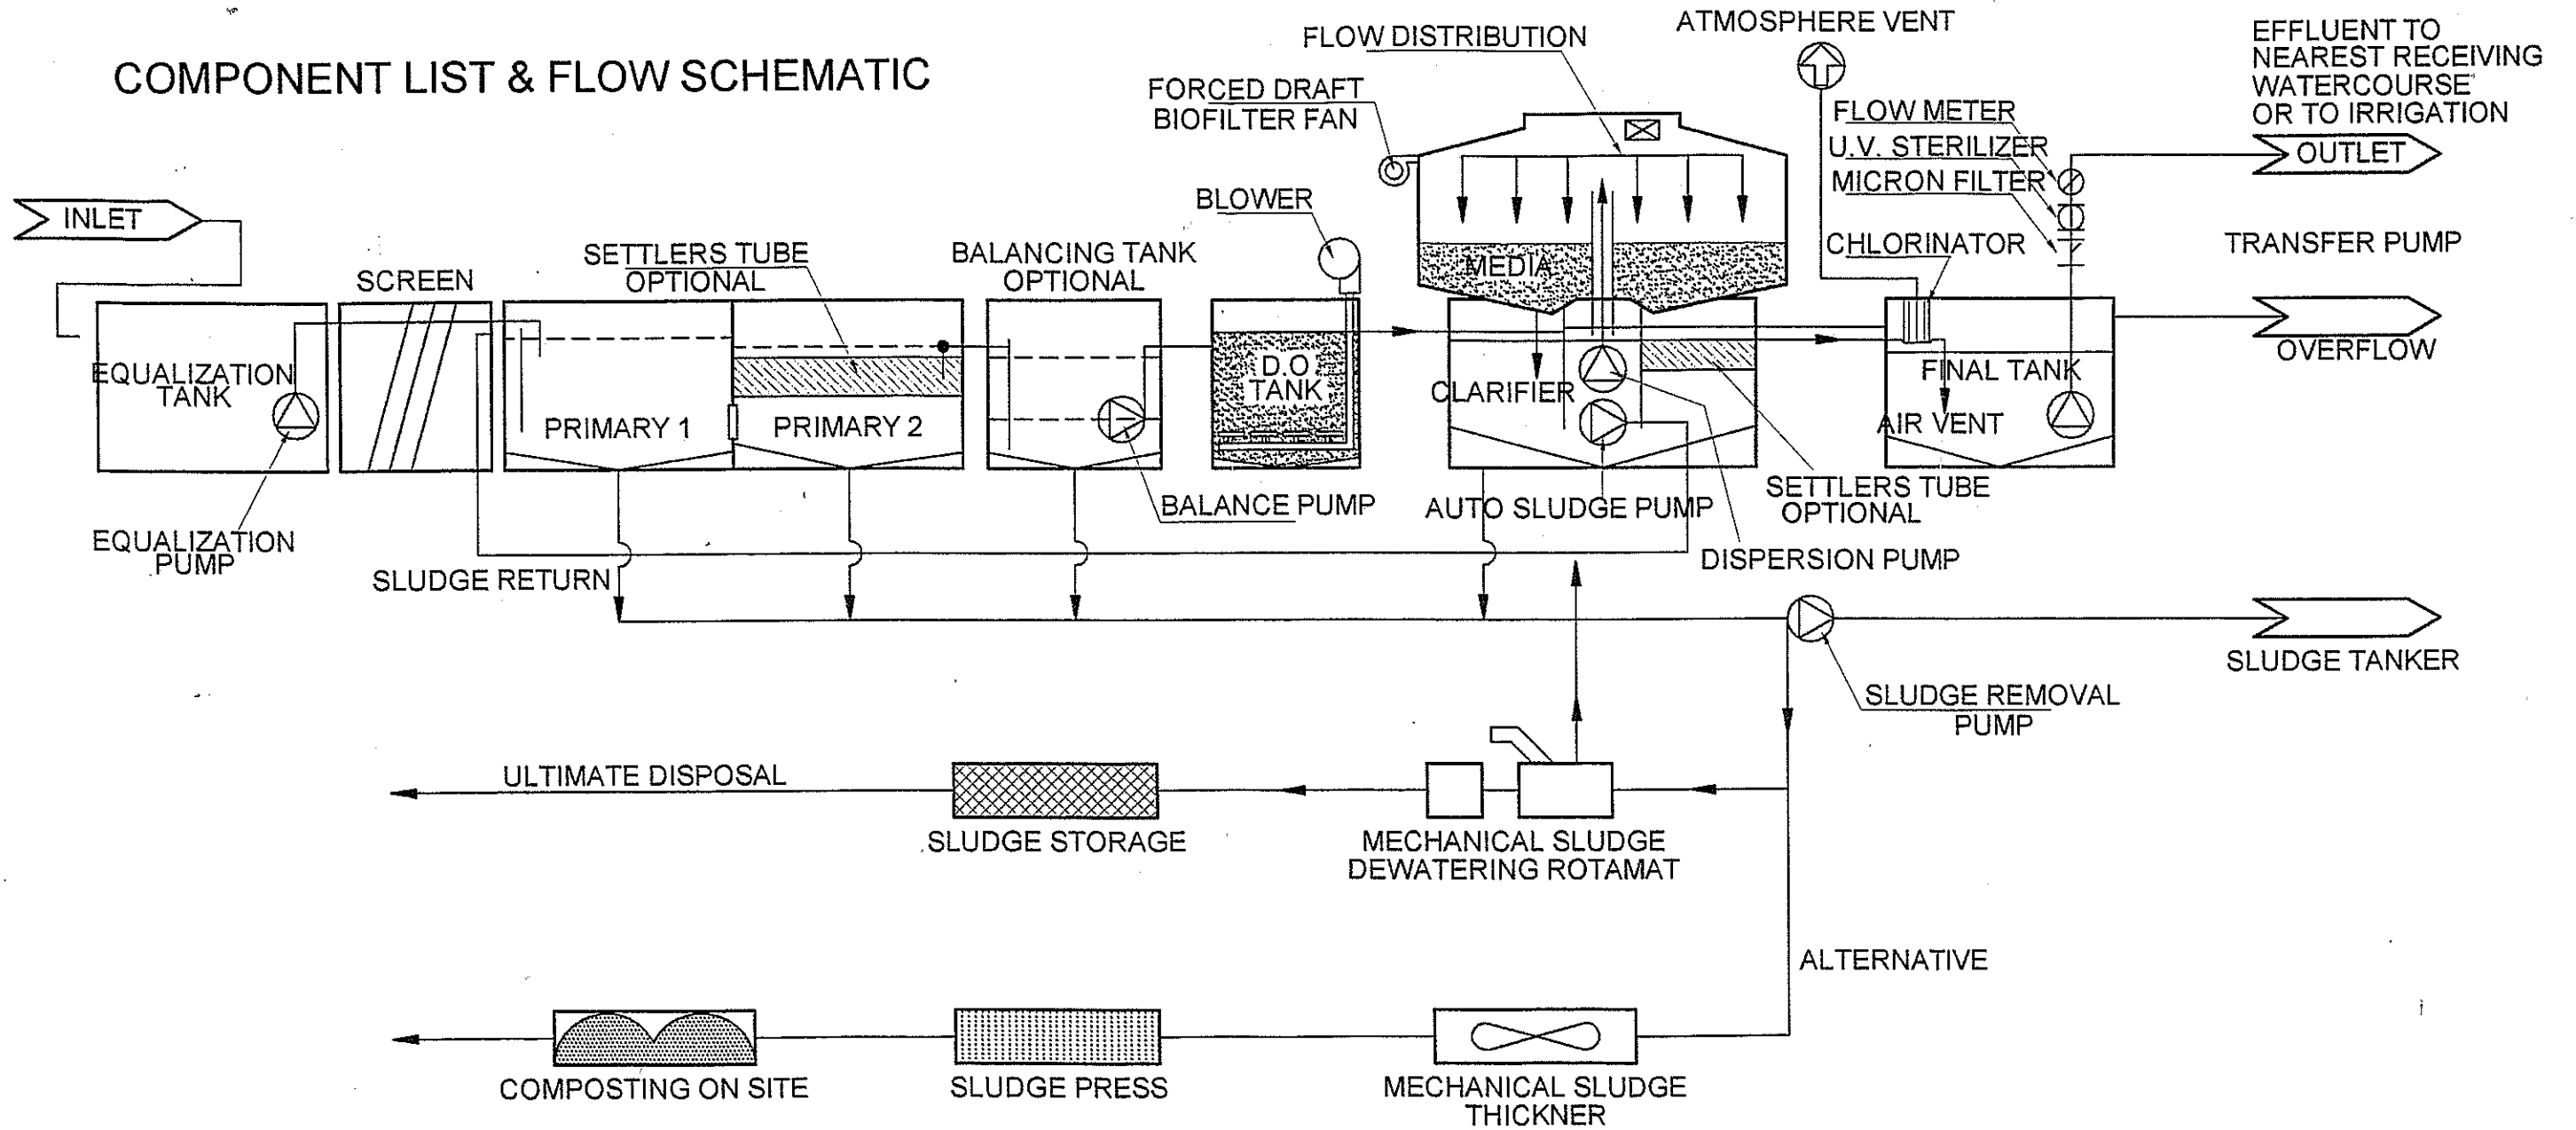 COMPONENT LIST & FLOW SCHEMATIC
ATMOSPHERE VENT
FLOW DISTRIBUTION
FORCED DRAFT
BIOFILTER FAN
EFFLUENT TO
NEAREST RECEIVING
WATERCOURSE
OR TO IRRIGATION
FLOW METER
U.V. STERILIZER
MICRON FILTER
OUTLET
INLET
BLOWER
SCREEN
SETTLERS TUBE
OPTIONAL
BALANCING TANK
OPTIONAL
MEDIA
CHLORINATOR
TRANSFER PUMP
EQUALIZATION
TANK
PRIMARY 1
PRIMARY 2
D.O
TANK
CLARIFIER
FINAL TANK
AIR VENT
OVERFLOW
EQUALIZATION
PUMP
BALANCE PUMP
AUTO SLUDGE PUMP
SETTLERS TUBE
OPTIONAL
DISPERSION PUMP
SLUDGE RETURN
SLUDGE TANKER
SLUDGE REMOVAL
PUMP
ULTIMATE DISPOSAL
SLUDGE STORAGE
MECHANICAL SLUDGE
DEWATERING ROTAMAT
ALTERNATIVE
COMPOSTING ON SITE
SLUDGE PRESS
MECHANICAL SLUDGE
THICKNER